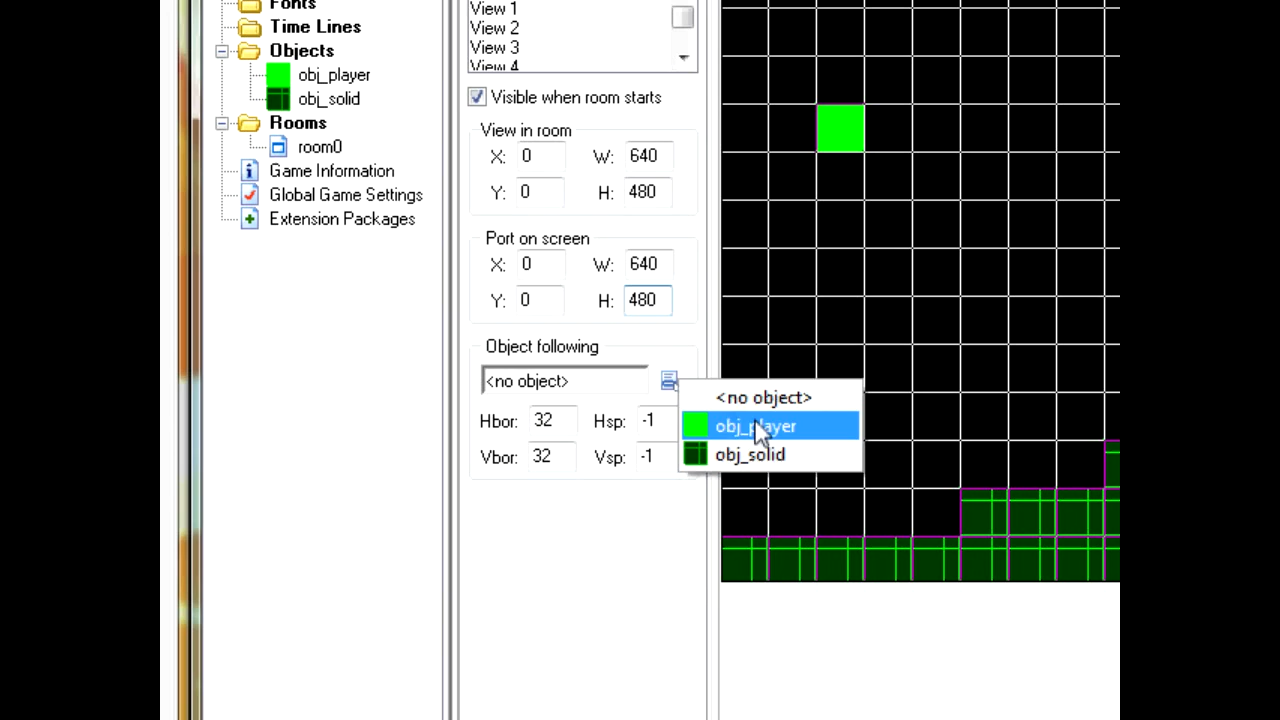 Fonts
Time Lines
Objects
obj_player
obj_solid
Rooms
room0
Game Information
Global Game Settings
Extension Packages
View 1
View 2
View 3
View 4
Visible when room starts
View in room
X: 0 W: 640
Y: 0 H: 480
Port on screen
X: 0 W: 640
Y: 0 H: 480
Object following
<no object>
Hbor: 32 Hsp: -1
Vbor: 32 Vsp: -1
<no object>
obj_player
obj_solid